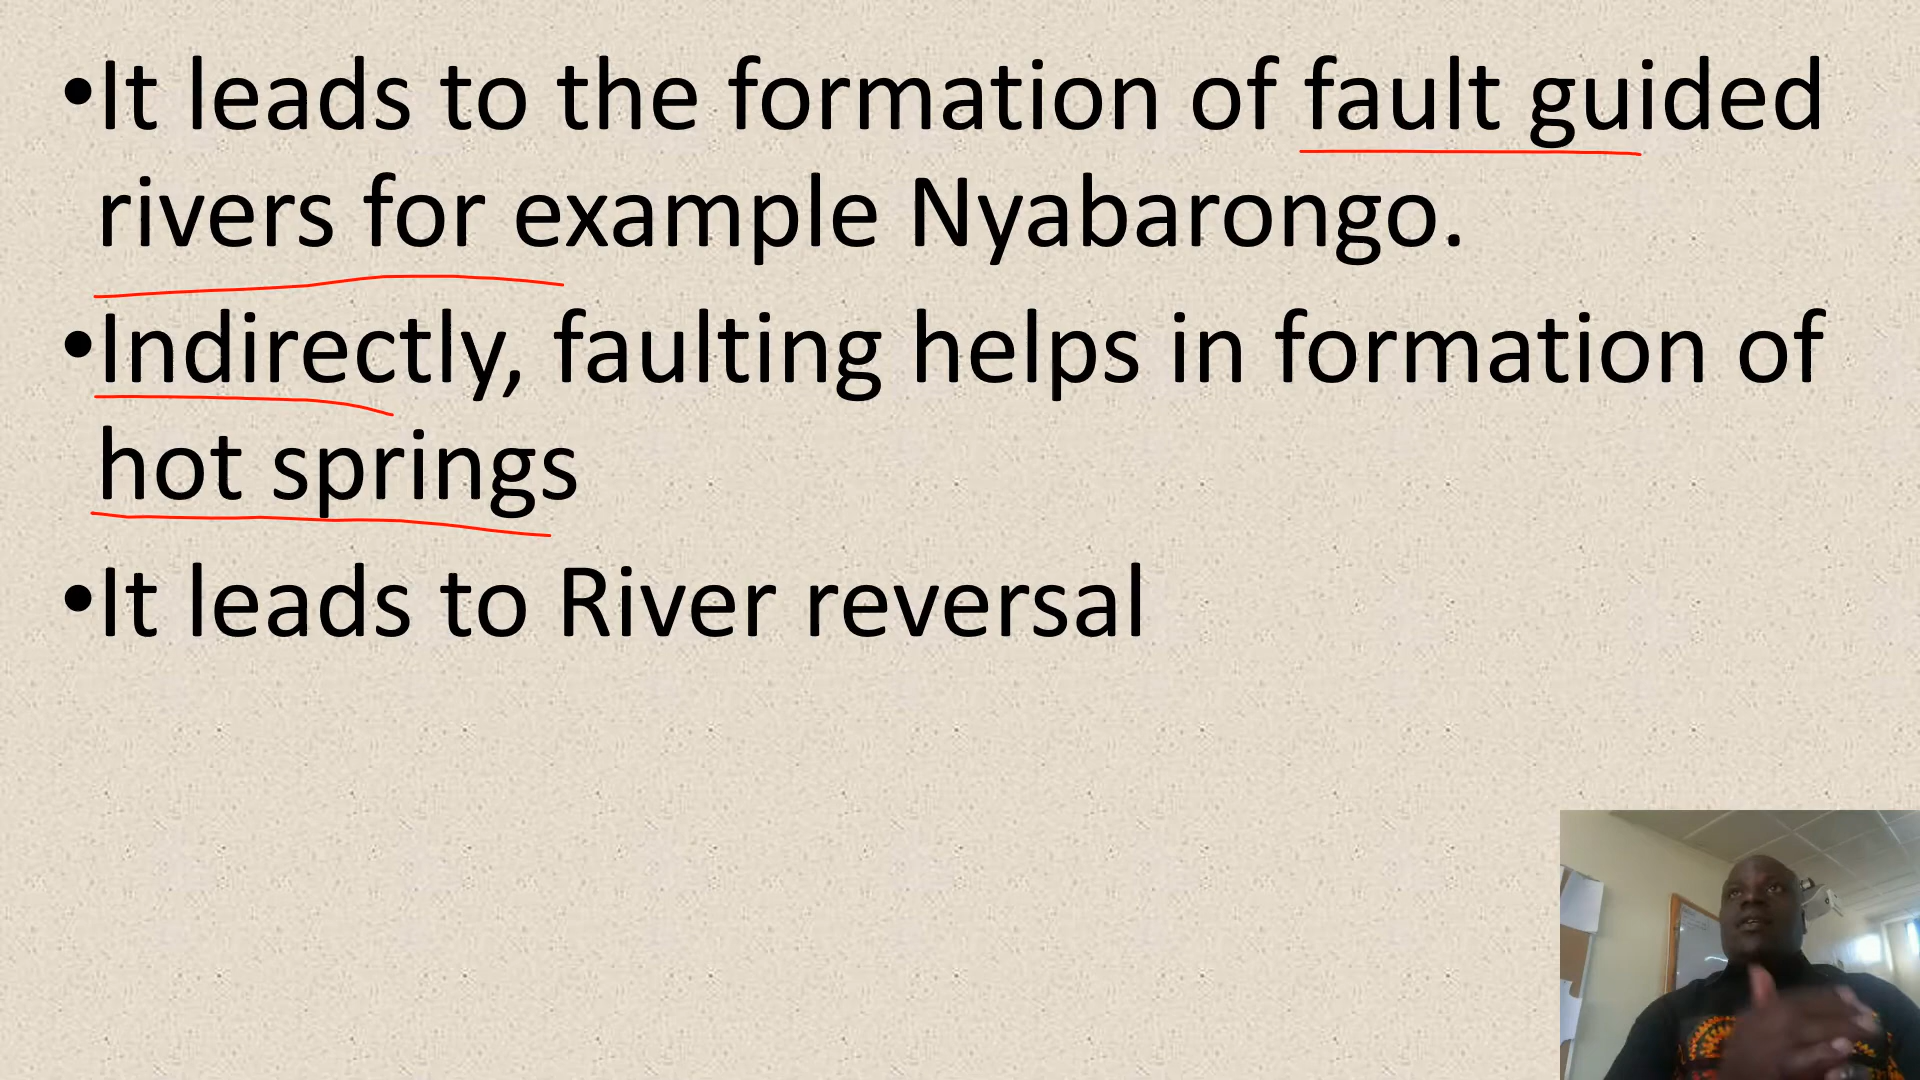 •It leads to the formation of fault guided
rivers for example Nyabarongo.
•Indirectly, faulting helps in formation of
hot springs
•It leads to River reversal